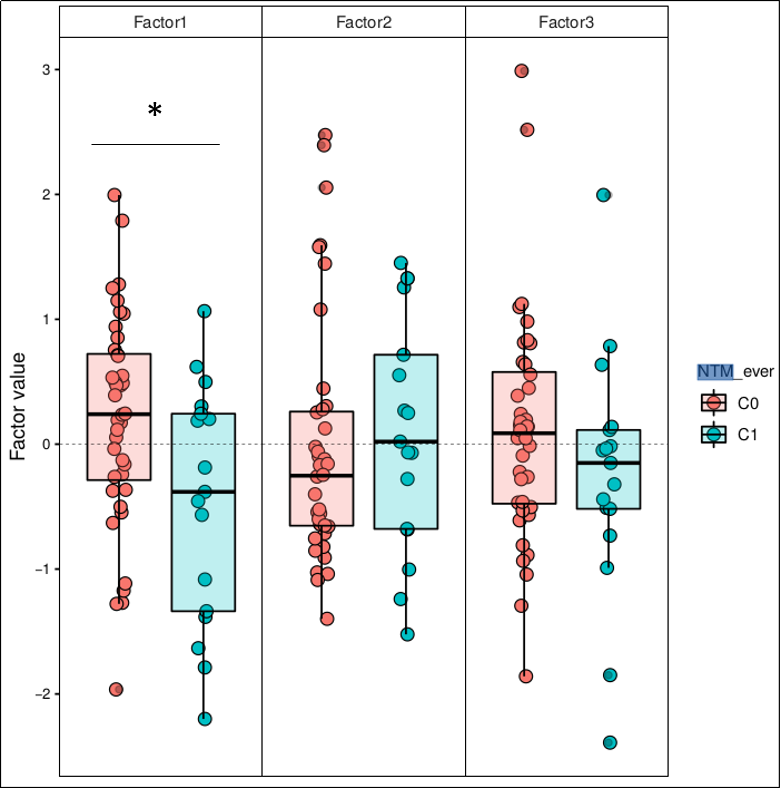 Factor1 Factor2 Factor3
*
3
2
1
0
−1
−2
Factor value
NTM_ever
C0
C1